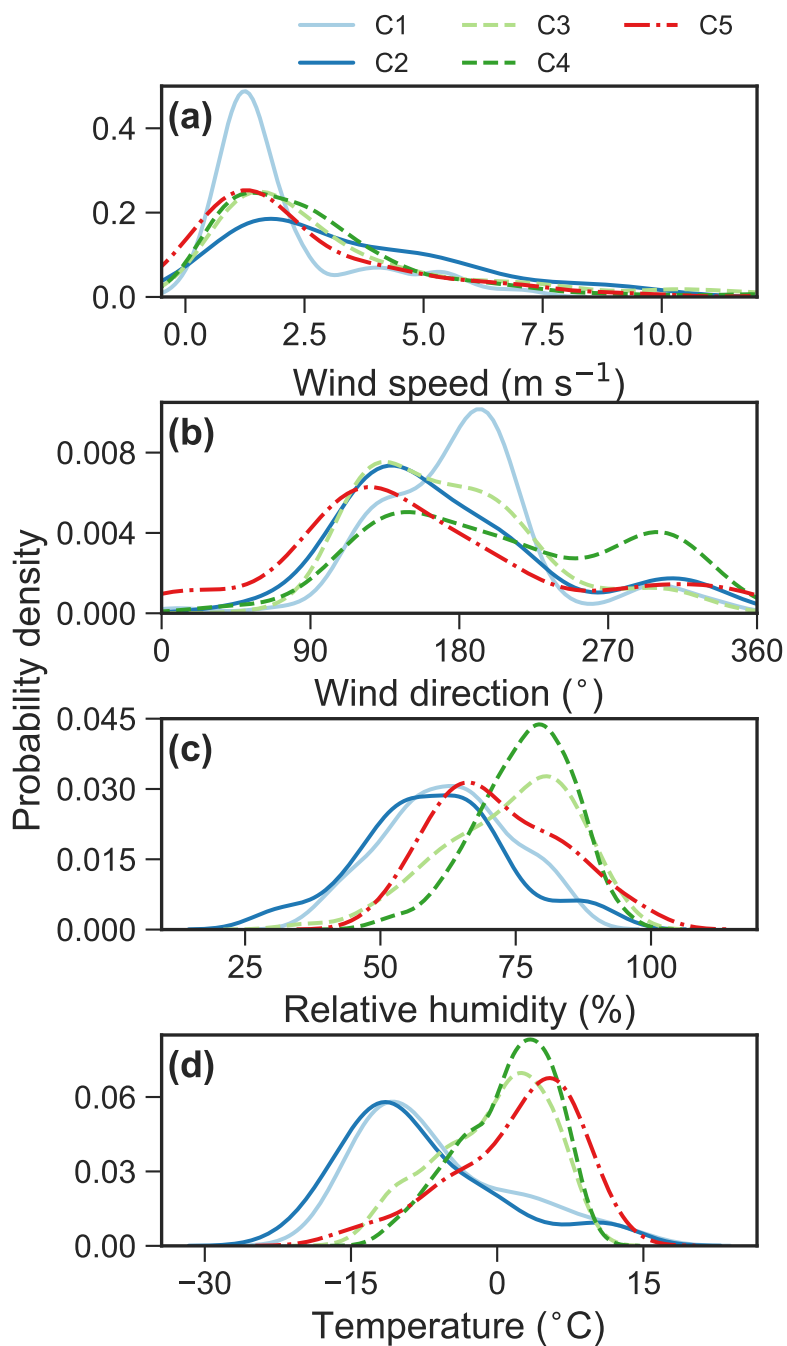 C1 C3 C5
C2 C4
(a)
0.4
0.2
0.0
0.0 2.5 5.0 7.5 10.0
Wind speed (m s⁻¹)
(b)
0.008
0.004
0.000
0 90 180 270 360
Wind direction (°)
Probability density
(c)
0.045
0.030
0.015
0.000
25 50 75 100
Relative humidity (%)
(d)
0.06
0.03
0.00
−30 −15 0 15
Temperature (°C)